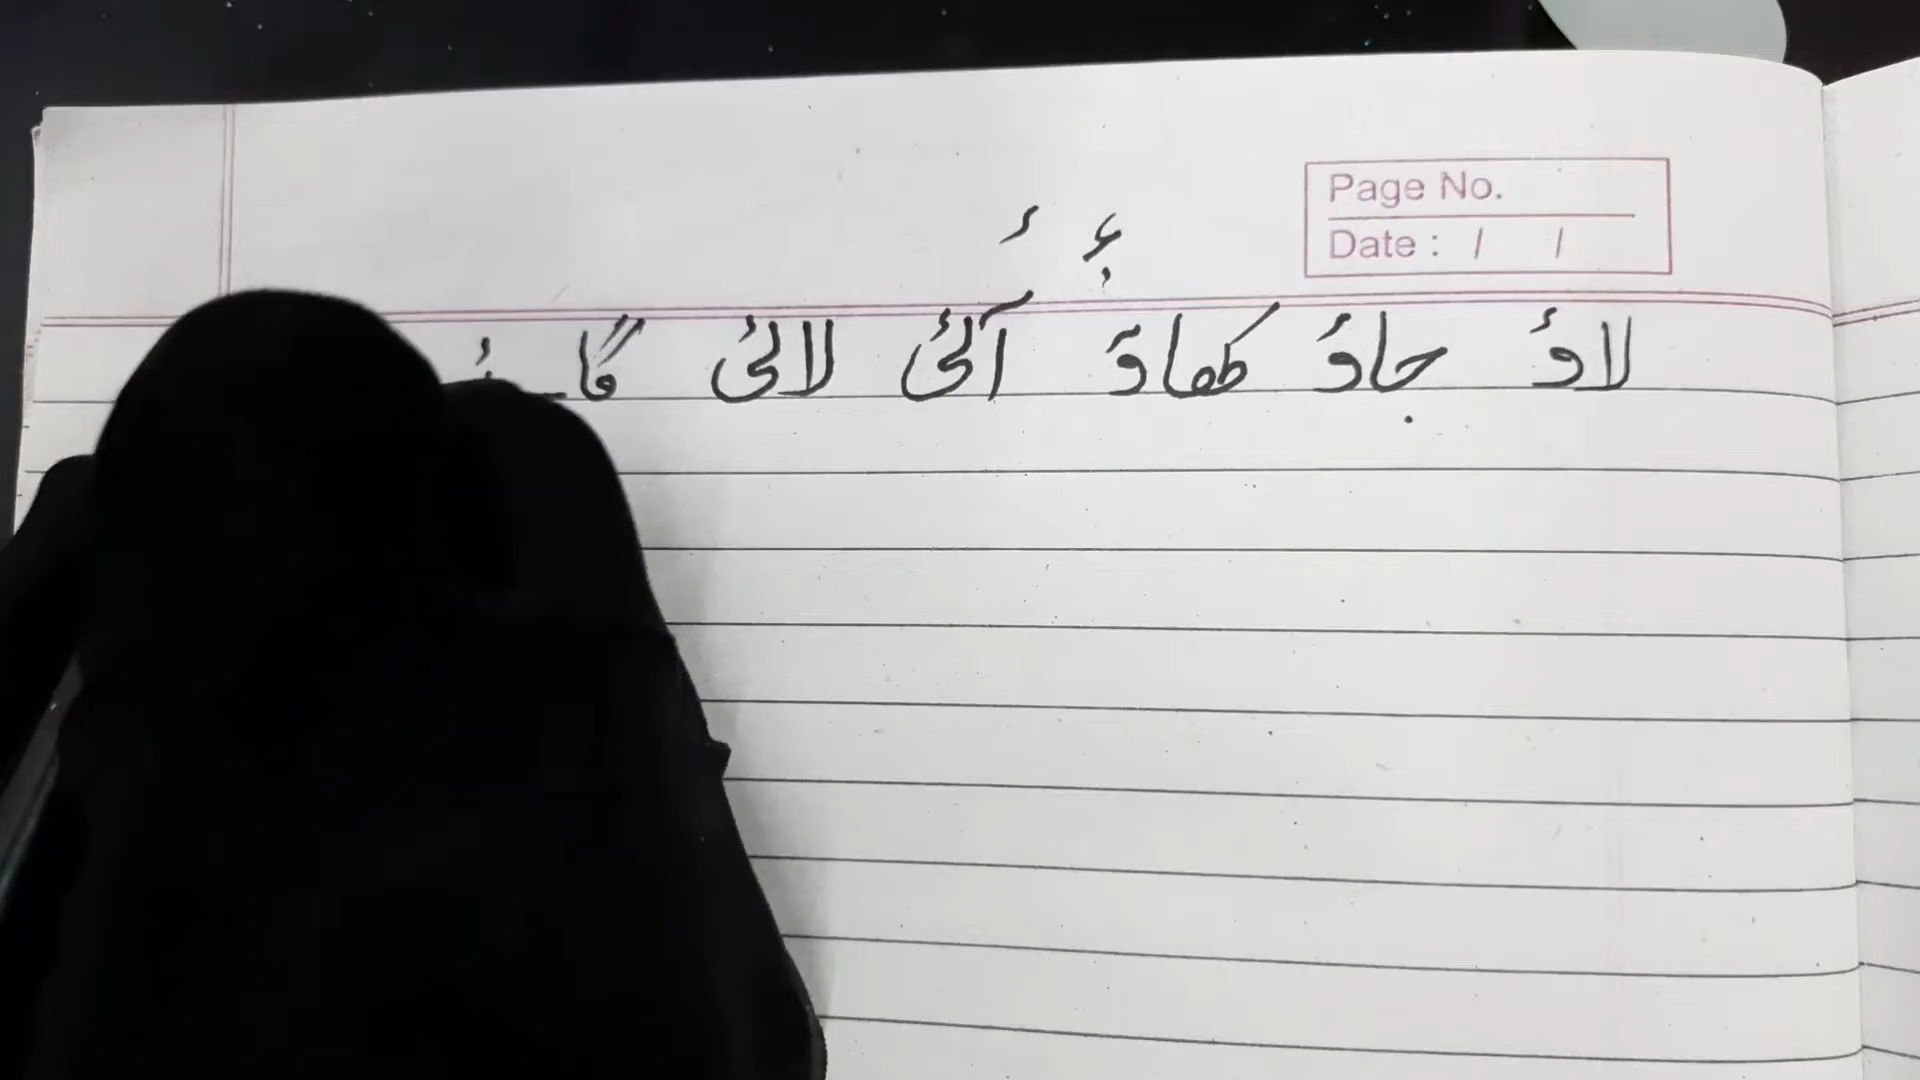 Page No.
Date : / /
ء ئ
لاؤ جاؤ کھاؤ آئی لائی